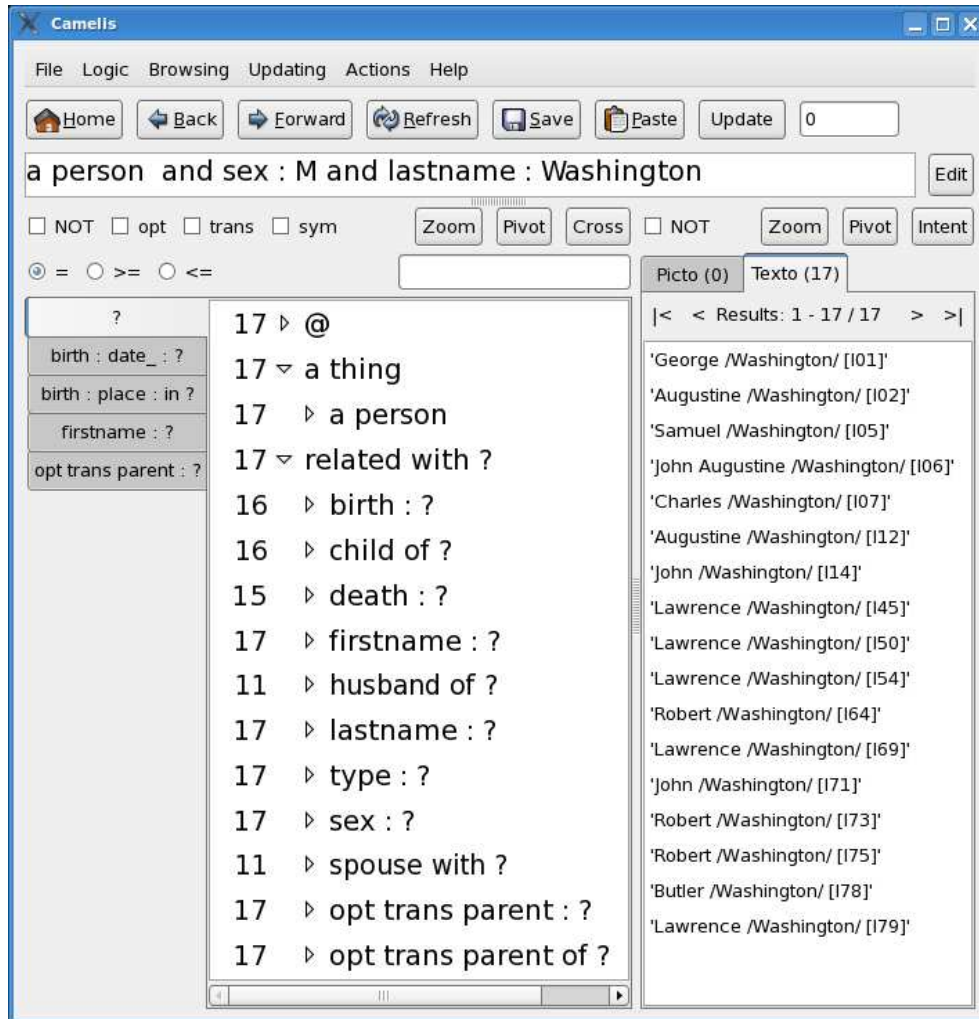 Camelis
File Logic Browsing Updating Actions Help
Home Back Forward Refresh Save Paste Update 0
a person and sex : M and lastname : Washington Edit
NOT opt trans sym Zoom Pivot Cross NOT Zoom Pivot Intent
= >= <=
Picto (0) Texto (17)
?
birth : date_ : ?
birth : place : in ?
firstname : ?
opt trans parent : ?
17 @
17 a thing
17 a person
17 related with ?
16 birth : ?
16 child of ?
15 death : ?
17 firstname : ?
11 husband of ?
17 lastname : ?
17 type : ?
17 sex : ?
11 spouse with ?
17 opt trans parent : ?
17 opt trans parent of ?
|< < Results: 1 - 17 / 17 > >|
'George /Washington/ [I01]'
'Augustine /Washington/ [I02]'
'Samuel /Washington/ [I05]'
'John Augustine /Washington/ [I06]'
'Charles /Washington/ [I07]'
'Augustine /Washington/ [I12]'
'John /Washington/ [I14]'
'Lawrence /Washington/ [I45]'
'Lawrence /Washington/ [I50]'
'Lawrence /Washington/ [I54]'
'Robert /Washington/ [I64]'
'Lawrence /Washington/ [I69]'
'John /Washington/ [I71]'
'Robert /Washington/ [I73]'
'Robert /Washington/ [I75]'
'Butler /Washington/ [I78]'
'Lawrence /Washington/ [I79]'